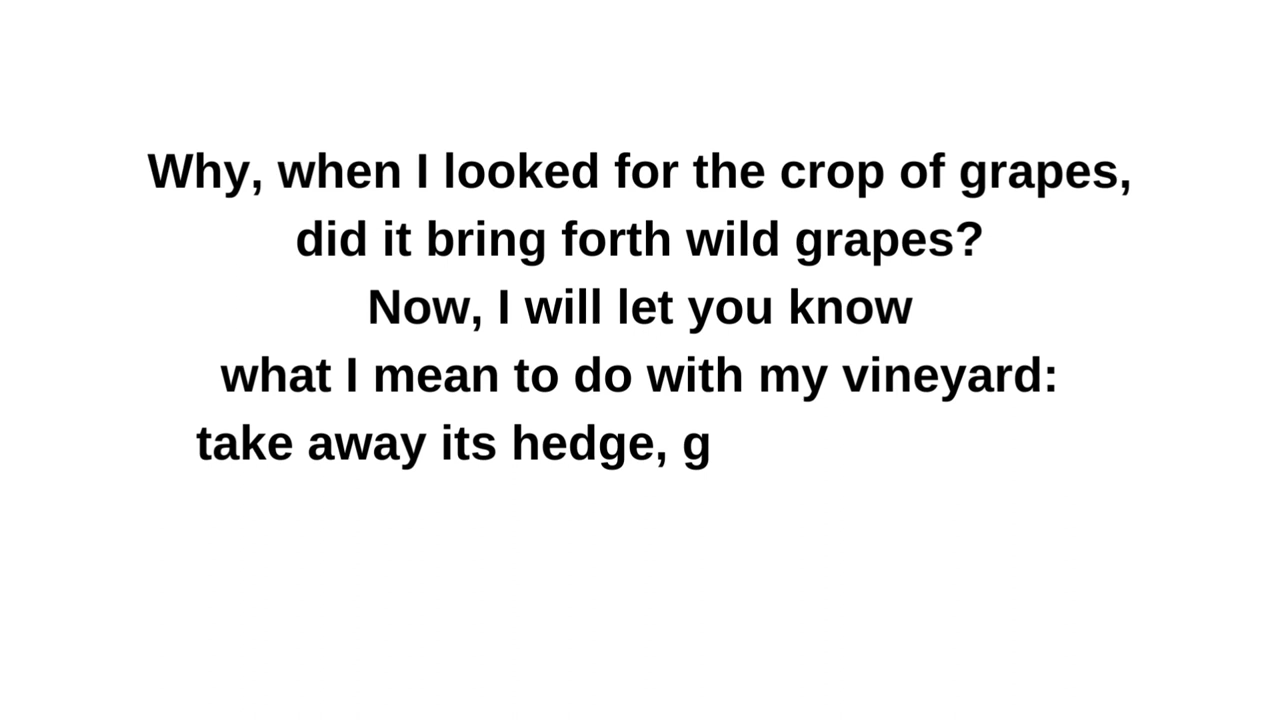 Why, when I looked for the crop of grapes,
did it bring forth wild grapes?
Now, I will let you know
what I mean to do with my vineyard:
take away its hedge, g